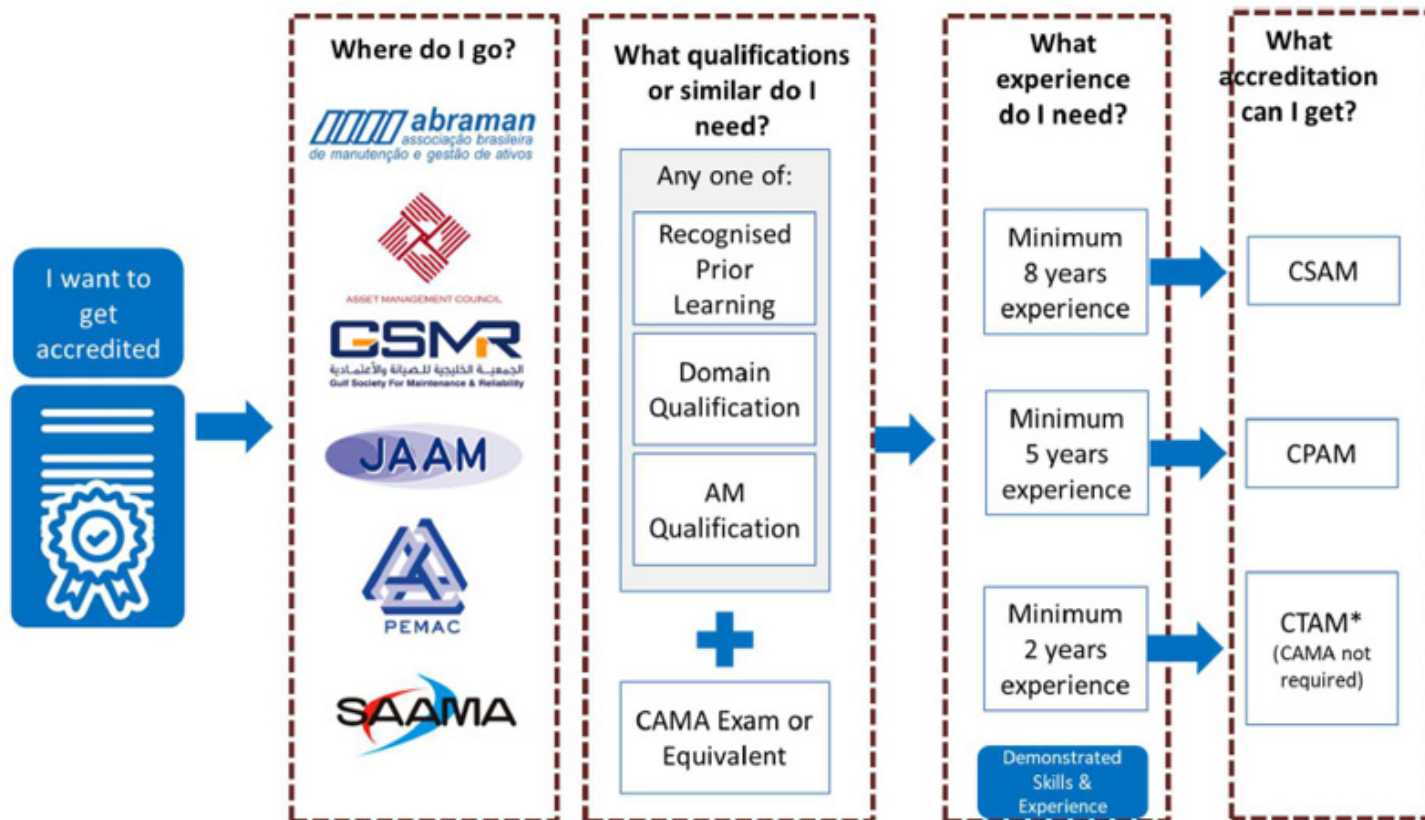 I want to
get
accredited
Where do I go?
abraman
associação brasileira
de manutenção e gestão de ativos
ASSET MANAGEMENT COUNCIL
GSMR
الجمعية الخليجية للصيانة والأعتمادية
Gulf Society For Maintenance & Reliability
JAAM
PEMAC
SAAMA
What qualifications
or similar do I
need?
Any one of:
Recognised
Prior
Learning
Domain
Qualification
AM
Qualification
CAMA Exam or
Equivalent
What
experience
do I need?
Minimum
8 years
experience
Minimum
5 years
experience
Minimum
2 years
experience
Demonstrated
Skills &
Experience
What
accreditation
can I get?
CSAM
CPAM
CTAM*
(CAMA not
required)